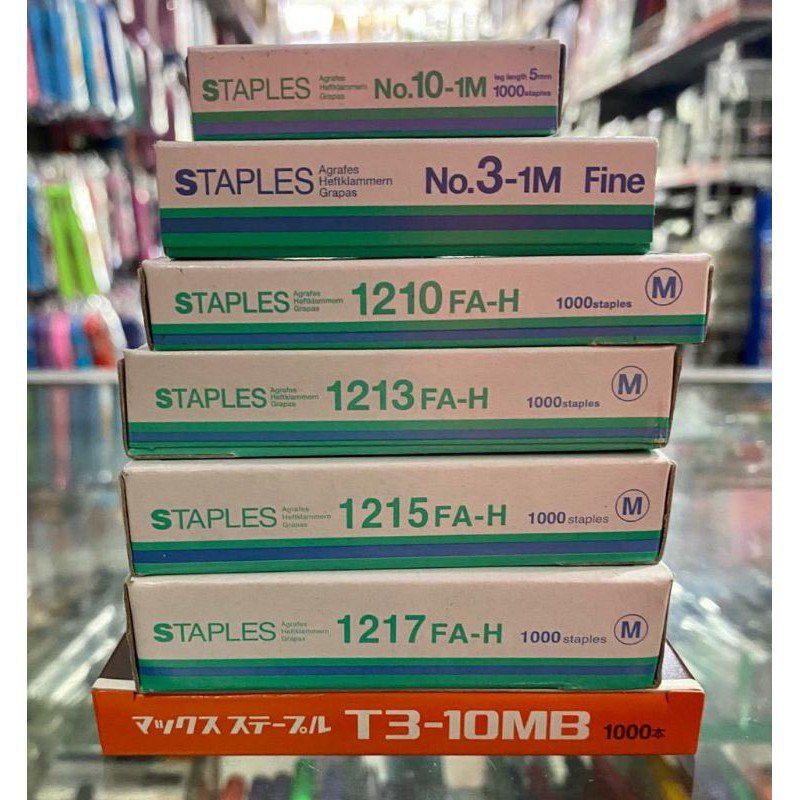 STAPLES Agrafes Heftklammern Grapas No.10-1M leg length 5mm 1000staples
STAPLES Agrafes Heftklammern Grapas No.3-1M Fine
STAPLES Agrafes Heftklammern Grapas 1210 FA-H 1000staples M
STAPLES Agrafes Heftklammern Grapas 1213 FA-H 1000staples M
STAPLES Agrafes Heftklammern Grapas 1215 FA-H 1000 staples M
STAPLES Agrafes Heftklammern Grapas 1217 FA-H 1000 staples M
マックス ステープル T3-10MB 1000本